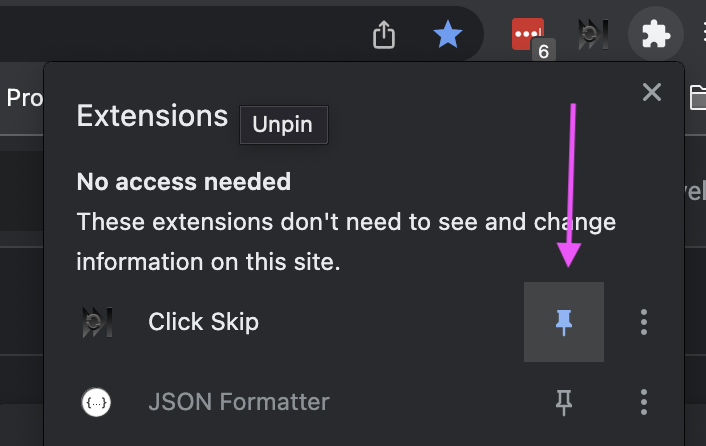 6
Pro
Extensions
Unpin
No access needed
These extensions don't need to see and change
information on this site.
Click Skip
{...} JSON Formatter